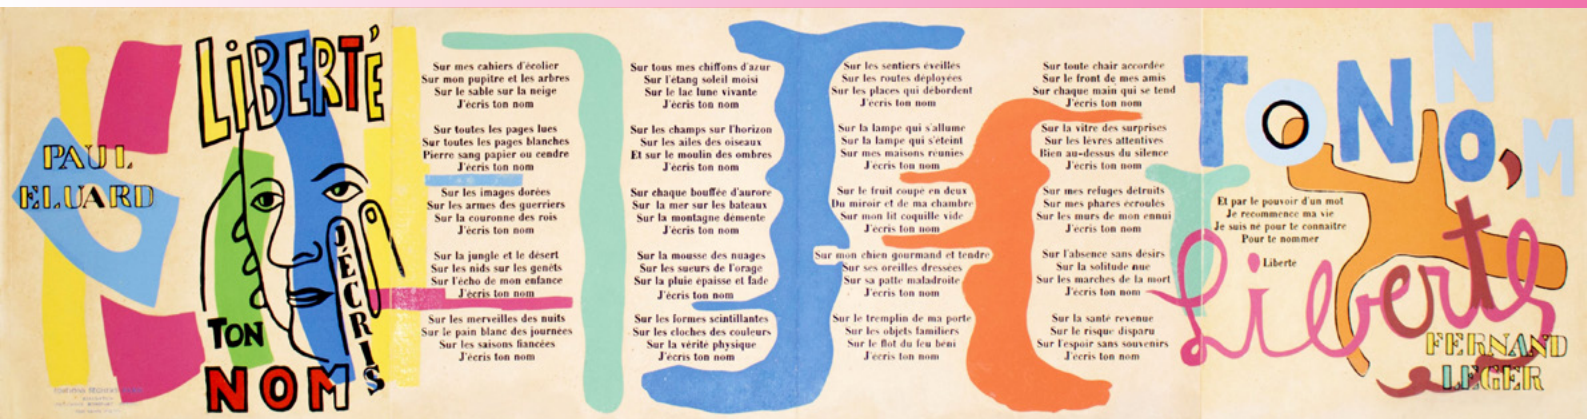 PAUL
ELUARD
LIBERTÉ
J'ÉCRIS
TON
NOM
Sur mes cahiers d'écolier
Sur mon pupitre et les arbres
Sur le sable sur la neige
J'écris ton nom
Sur toutes les pages lues
Sur toutes les pages blanches
Pierre sang papier ou cendre
J'écris ton nom
Sur les images dorées
Sur les armes des guerriers
Sur la couronne des rois
J'écris ton nom
Sur la jungle et le désert
Sur les nids sur les genêts
Sur l'écho de mon enfance
J'écris ton nom
Sur les merveilles des nuits
Sur le pain blanc des journées
Sur les saisons fiancées
J'écris ton nom
Sur tous mes chiffons d'azur
Sur l'étang soleil moisi
Sur le lac lune vivante
J'écris ton nom
Sur les champs sur l'horizon
Sur les ailes des oiseaux
Et sur le moulin des ombres
J'écris ton nom
Sur chaque bouffée d'aurore
Sur la mer sur les bateaux
Sur la montagne démente
J'écris ton nom
Sur la mousse des nuages
Sur les sueurs de l'orage
Sur la pluie épaisse et fade
J'écris ton nom
Sur les formes scintillantes
Sur les cloches des couleurs
Sur la vérité physique
J'écris ton nom
Sur les sentiers éveillés
Sur les routes déployées
Sur les places qui débordent
J'écris ton nom
Sur la lampe qui s'allume
Sur la lampe qui s'éteint
Sur mes maisons réunies
J'écris ton nom
Sur le fruit coupé en deux
Du miroir et de ma chambre
Sur mon lit coquille vide
J'écris ton nom
Sur mon chien gourmand et tendre
Sur ses oreilles dressées
Sur sa patte maladroite
J'écris ton nom
Sur le tremplin de ma porte
Sur les objets familiers
Sur le flot du feu béni
J'écris ton nom
Sur toute chair accordée
Sur le front de mes amis
Sur chaque main qui se tend
J'écris ton nom
Sur la vitre des surprises
Sur les lèvres attentives
Bien au-dessus du silence
J'écris ton nom
Sur mes refuges détruits
Sur mes phares écroulés
Sur les murs de mon ennui
J'écris ton nom
Sur l'absence sans désirs
Sur la solitude nue
Sur les marches de la mort
J'écris ton nom
Sur la santé revenue
Sur le risque disparu
Sur l'espoir sans souvenirs
J'écris ton nom
TON NOM
NOM
Et par le pouvoir d'un mot
Je recommence ma vie
Je suis né pour te connaître
Pour te nommer
Liberté
Liberté
FERNAND
LEGER